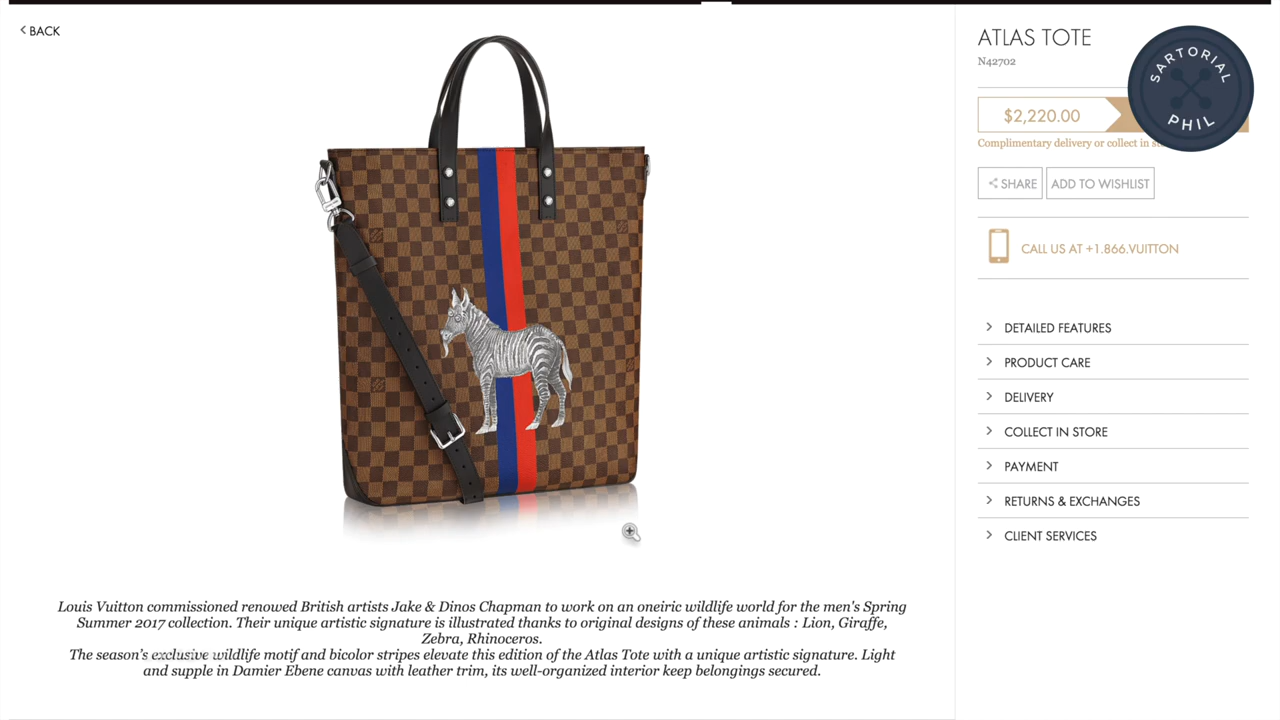 BACK
ATLAS TOTE
N42702
SARTORIAL
PHIL
$2,220.00
Complimentary delivery or collect in
SHARE
ADD TO WISHLIST
CALL US AT +1.866.VUITTON
DETAILED FEATURES
PRODUCT CARE
DELIVERY
COLLECT IN STORE
PAYMENT
RETURNS & EXCHANGES
CLIENT SERVICES
Louis Vuitton commissioned renowed British artists Jake & Dinos Chapman to work on an oneiric wildlife world for the men's Spring
Summer 2017 collection. Their unique artistic signature is illustrated thanks to original designs of these animals : Lion, Giraffe,
Zebra, Rhinoceros.
The season's exclusive wildlife motif and bicolor stripes elevate this edition of the Atlas Tote with a unique artistic signature. Light
and supple in Damier Ebene canvas with leather trim, its well-organized interior keep belongings secured.